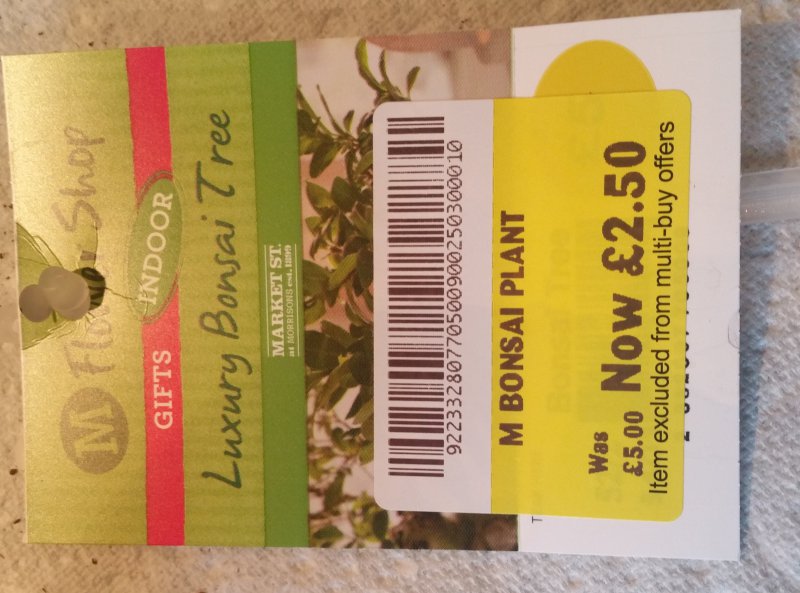 M Flower Shop
GIFTS INDOOR
Luxury Bonsai Tree
MARKET ST.
at MORRISONS est. 1899
9223328077050090025030001​0
M BONSAI PLANT
Was
£5.00 Now £2.50
Item excluded from multi-buy offers